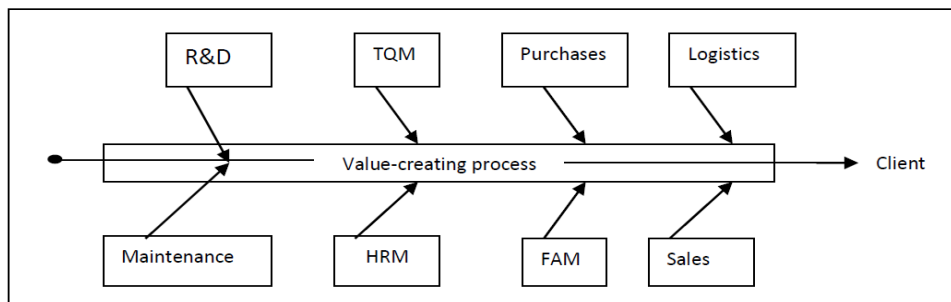 R&D
TQM
Purchases
Logistics
Value-creating process
Client
Maintenance
HRM
FAM
Sales